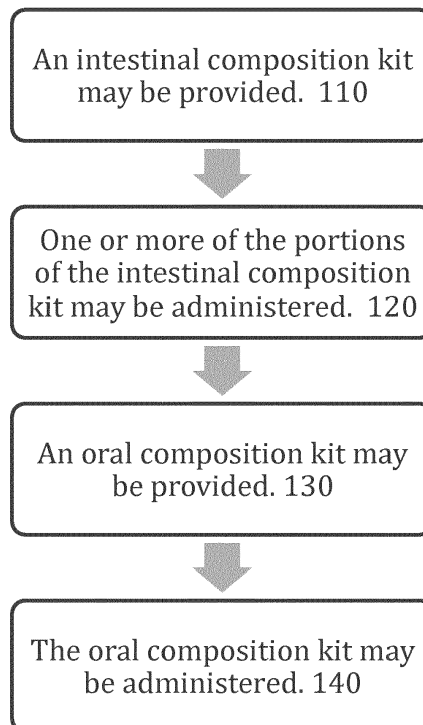 An intestinal composition kit
may be provided. 110
One or more of the portions
of the intestinal composition
kit may be administered. 120
An oral composition kit may
be provided. 130
The oral composition kit may
be administered. 140